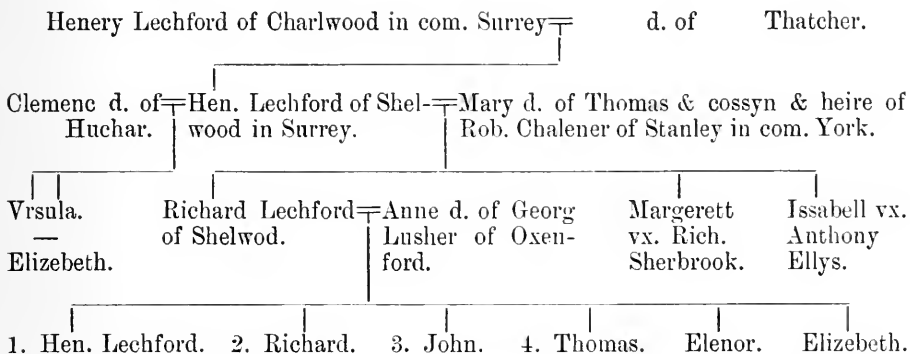 Henery Lechford of Charlwood in com. Surrey d. of Thatcher.
Clemenc d. of Hen. Lechford of Shel- Mary d. of Thomas & cossyn & heire of
Huchar. wood in Surrey. Rob. Chalener of Stanley in com. York.
Vrsula. Richard Lechford Anne d. of Georg Margerett Issabell vx.
— of Shelwod. Lusher of Oxen- vx. Rich. Anthony
Elizebeth. ford. Sherbrook. Ellys.
1. Hen. Lechford. 2. Richard. 3. John. 4. Thomas. Elenor. Elizebeth.